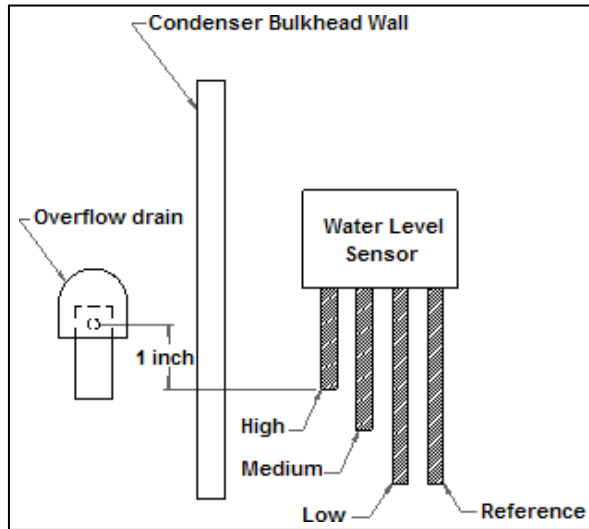 Condenser Bulkhead Wall
Overflow drain
Water Level
Sensor
1 inch
High
Medium
Low
Reference